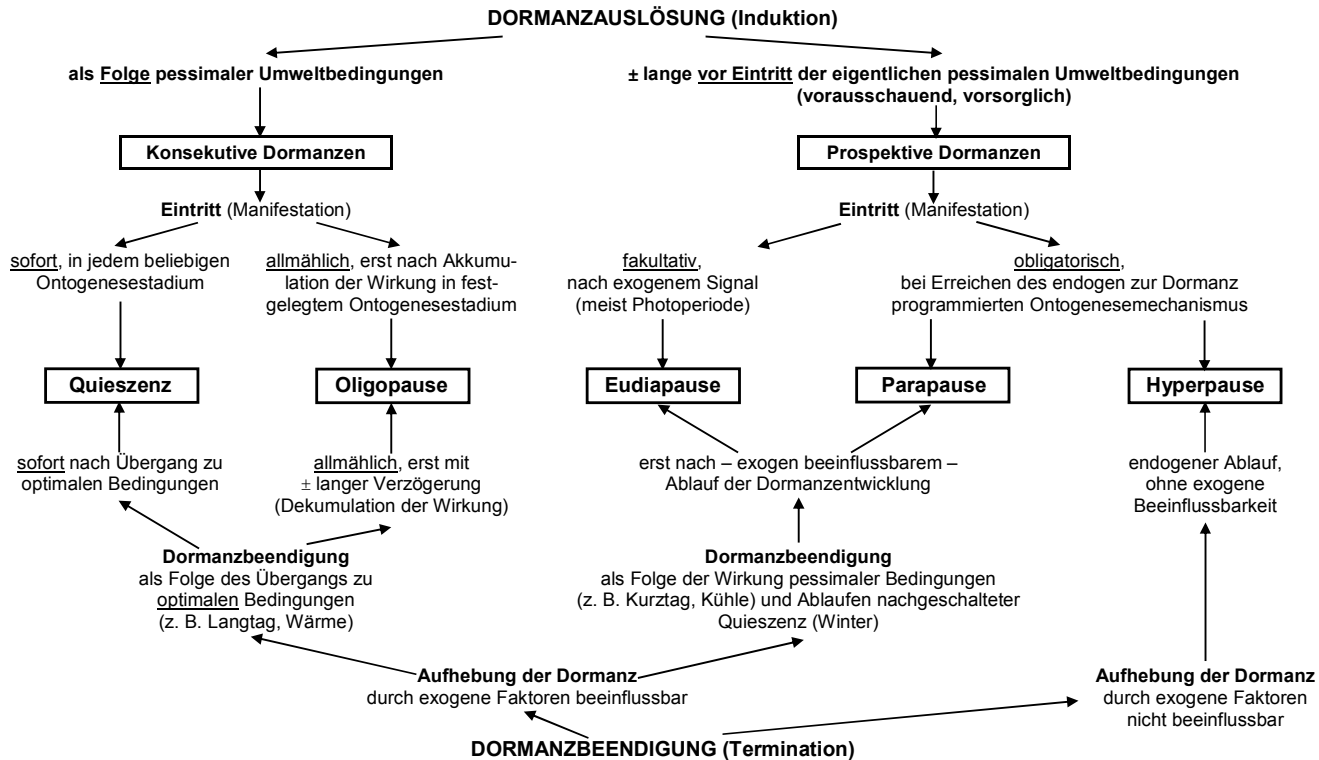 DORMANZAUSLÖSUNG (Induktion)
als Folge pessimaler Umweltbedingungen
± lange vor Eintritt der eigentlichen pessimalen Umweltbedingungen
(vorausschauend, vorsorglich)
Konsekutive Dormanzen
Prospektive Dormanzen
Eintritt (Manifestation)
Eintritt (Manifestation)
sofort, in jedem beliebigen
Ontogenesestadium
allmählich, erst nach Akkumu-
lation der Wirkung in fest-
gelegtem Ontogenesestadium
fakultativ,
nach exogenem Signal
(meist Photoperiode)
obligatorisch,
bei Erreichen des endogen zur Dormanz
programmierten Ontogenesemechanismus
Quieszenz
Oligopause
Eudiapause
Parapause
Hyperpause
sofort nach Übergang zu
optimalen Bedingungen
allmählich, erst mit
± langer Verzögerung
(Dekumulation der Wirkung)
erst nach – exogen beeinflussbarem –
Ablauf der Dormanzentwicklung
endogener Ablauf,
ohne exogene
Beeinflussbarkeit
Dormanzbeendigung
als Folge des Übergangs zu
optimalen Bedingungen
(z. B. Langtag, Wärme)
Dormanzbeendigung
als Folge der Wirkung pessimaler Bedingungen
(z. B. Kurztag, Kühle) und Ablaufen nachgeschalteter
Quieszenz (Winter)
Aufhebung der Dormanz
durch exogene Faktoren beeinflussbar
Aufhebung der Dormanz
durch exogene Faktoren
nicht beeinflussbar
DORMANZBEENDIGUNG (Termination)